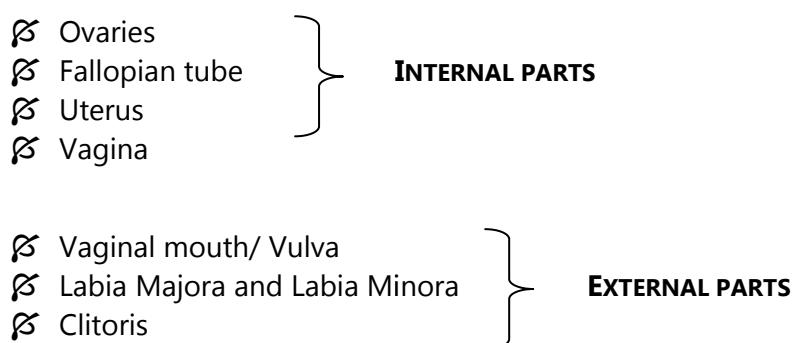 Ovaries
Fallopian tube
INTERNAL PARTS
Uterus
Vagina
Vaginal mouth/ Vulva
Labia Majora and Labia Minora
EXTERNAL PARTS
Clitoris